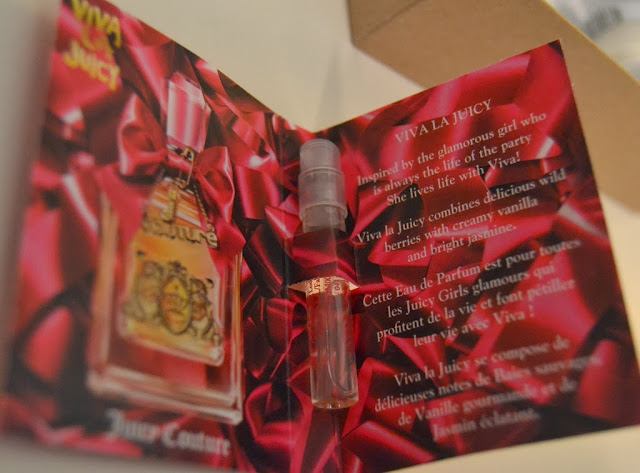 VIVA
LA
JUICY
Couture
Juicy Couture
VIVA LA JUICY
Inspired by the glamorous girl who
is always the life of the party
She lives life with Viva!
Viva la Juicy combines delicious wild
berries with creamy vanilla
and bright jasmine.
Cette Eau de Parfum est pour toutes
les Juicy Girls glamours qui
profitent de la vie et font pétiller
leur vie avec Viva !
Viva la Juicy se compose de
délicieuses notes de Baies sauvages,
de Vanille gourmande et de
Jasmin éclatant.